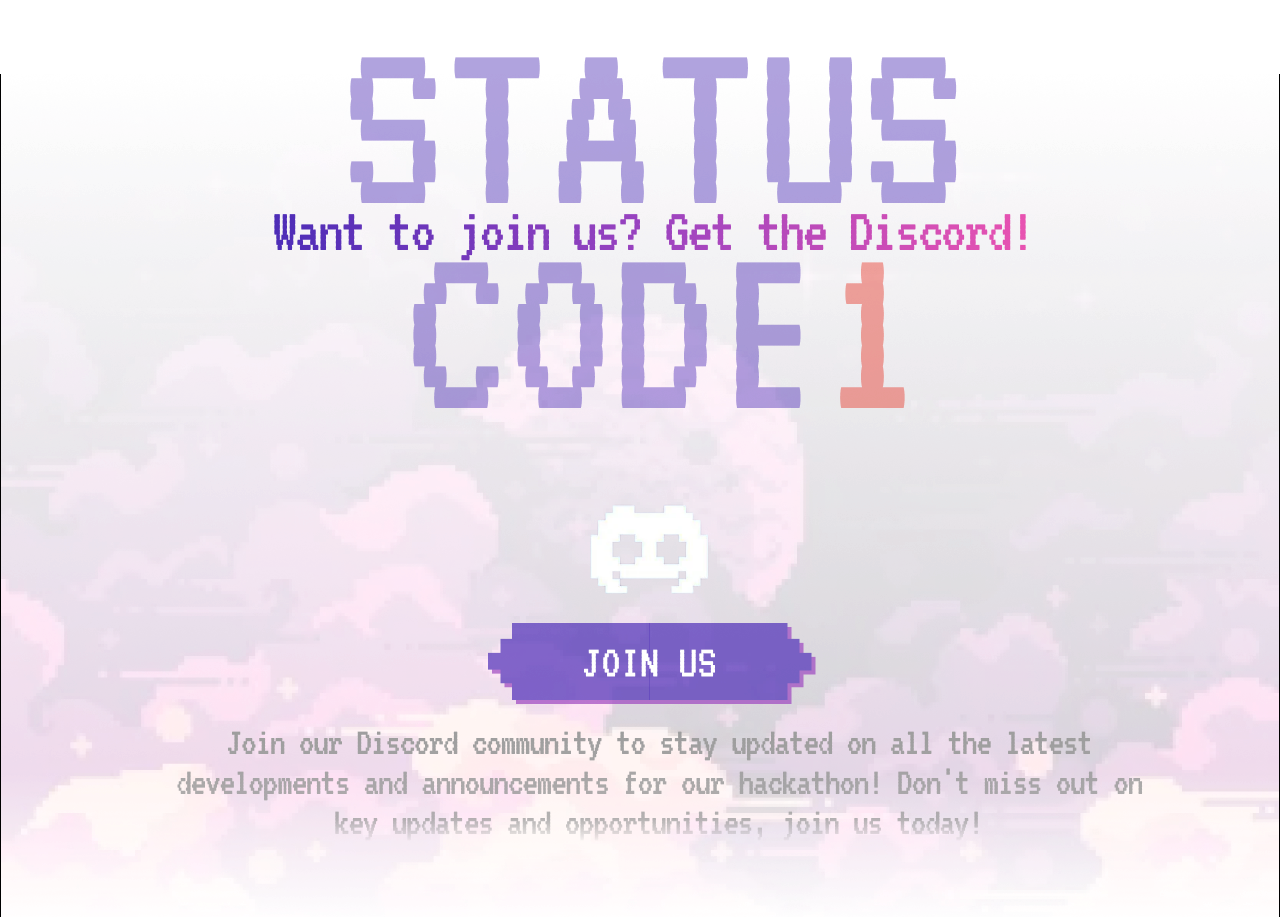 STATUS
Want to join us? Get the Discord!
CODE 1
JOIN US
Join our Discord community to stay updated on all the latest
developments and announcements for our hackathon! Don't miss out on
key updates and opportunities, join us today!